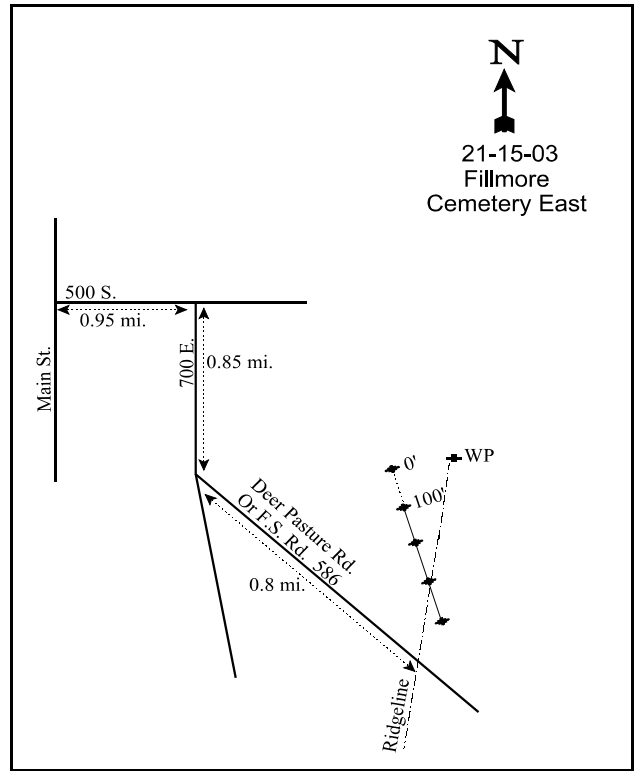 N
21-15-03
Fillmore
Cemetery East
500 S.
0.95 mi.
Main St.
700 E.
0.85 mi.
0'
WP
100'
Deer Pasture Rd.
Or F.S. Rd. 586
0.8 mi.
Ridgeline